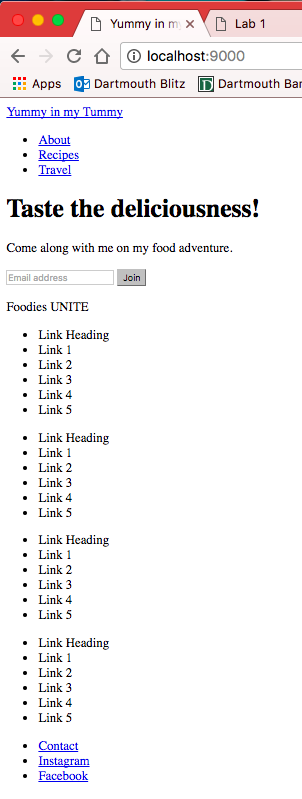 Yummy in my
Lab 1
localhost:9000
Apps
Dartmouth Blitz
Dartmouth Ban
Yummy in my Tummy
About
Recipes
Travel
Taste the deliciousness!
Come along with me on my food adventure.
Email address
Join
Foodies UNITE
Link Heading
Link 1
Link 2
Link 3
Link 4
Link 5
Link Heading
Link 1
Link 2
Link 3
Link 4
Link 5
Link Heading
Link 1
Link 2
Link 3
Link 4
Link 5
Link Heading
Link 1
Link 2
Link 3
Link 4
Link 5
Contact
Instagram
Facebook